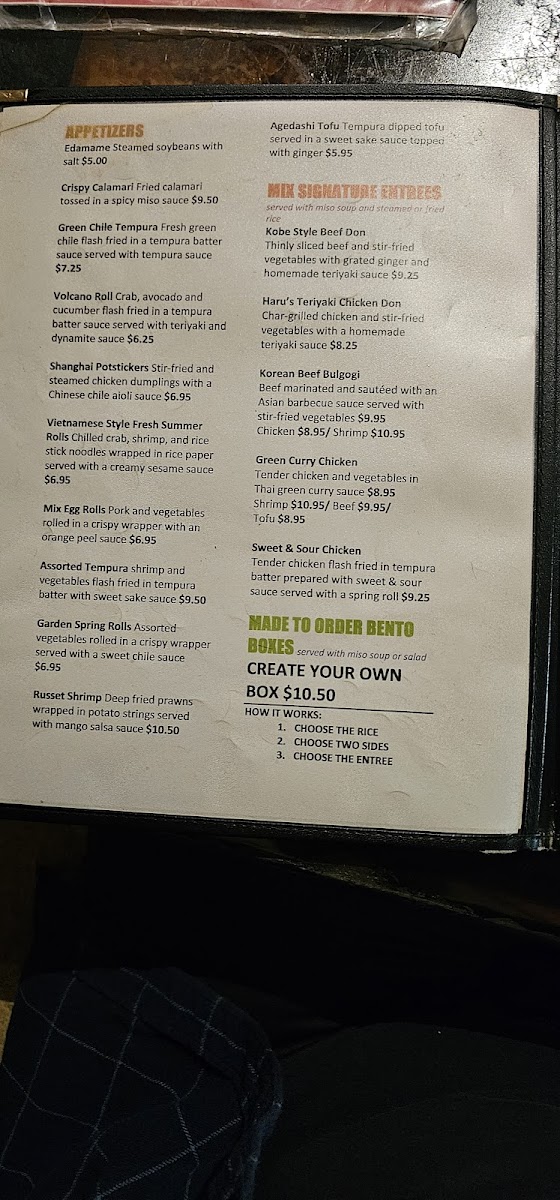 APPETIZERS
Edamame Steamed soybeans with
salt $5.00
Crispy Calamari Fried calamari
tossed in a spicy miso sauce $9.50
Green Chile Tempura Fresh green
chile flash fried in a tempura batter
sauce served with tempura sauce
$7.25
Volcano Roll Crab, avocado and
cucumber flash fried in a tempura
batter sauce served with teriyaki and
dynamite sauce $6.25
Shanghai Potstickers Stir-fried and
steamed chicken dumplings with a
Chinese chile aioli sauce $6.95
Vietnamese Style Fresh Summer
Rolls Chilled crab, shrimp, and rice
stick noodles wrapped in rice paper
served with a creamy sesame sauce
$6.95
Mix Egg Rolls Pork and vegetables
rolled in a crispy wrapper with an
orange peel sauce $6.95
Assorted Tempura shrimp and
vegetables flash fried in tempura
batter with sweet sake sauce $9.50
Garden Spring Rolls Assorted
vegetables rolled in a crispy wrapper
served with a sweet chile sauce
$6.95
Russet Shrimp Deep fried prawns
wrapped in potato strings served
with mango salsa sauce $10.50
Agedashi Tofu Tempura dipped tofu
served in a sweet sake sauce topped
with ginger $5.95
MIX SIGNATURE ENTREES
served with miso soup and steamed or fried
rice
Kobe Style Beef Don
Thinly sliced beef and stir-fried
vegetables with grated ginger and
homemade teriyaki sauce $9.25
Haru's Teriyaki Chicken Don
Char-grilled chicken and stir-fried
vegetables with a homemade
teriyaki sauce $8.25
Korean Beef Bulgogi
Beef marinated and sautéed with an
Asian barbecue sauce served with
stir-fried vegetables $9.95
Chicken $8.95/ Shrimp $10.95
Green Curry Chicken
Tender chicken and vegetables in
Thai green curry sauce $8.95
Shrimp $10.95/ Beef $9.95/
Tofu $8.95
Sweet & Sour Chicken
Tender chicken flash fried in tempura
batter prepared with sweet & sour
sauce served with a spring roll $9.25
MADE TO ORDER BENTO
BOXES served with miso soup or salad
CREATE YOUR OWN
BOX $10.50
HOW IT WORKS:
1. CHOOSE THE RICE
2. CHOOSE TWO SIDES
3. CHOOSE THE ENTREE